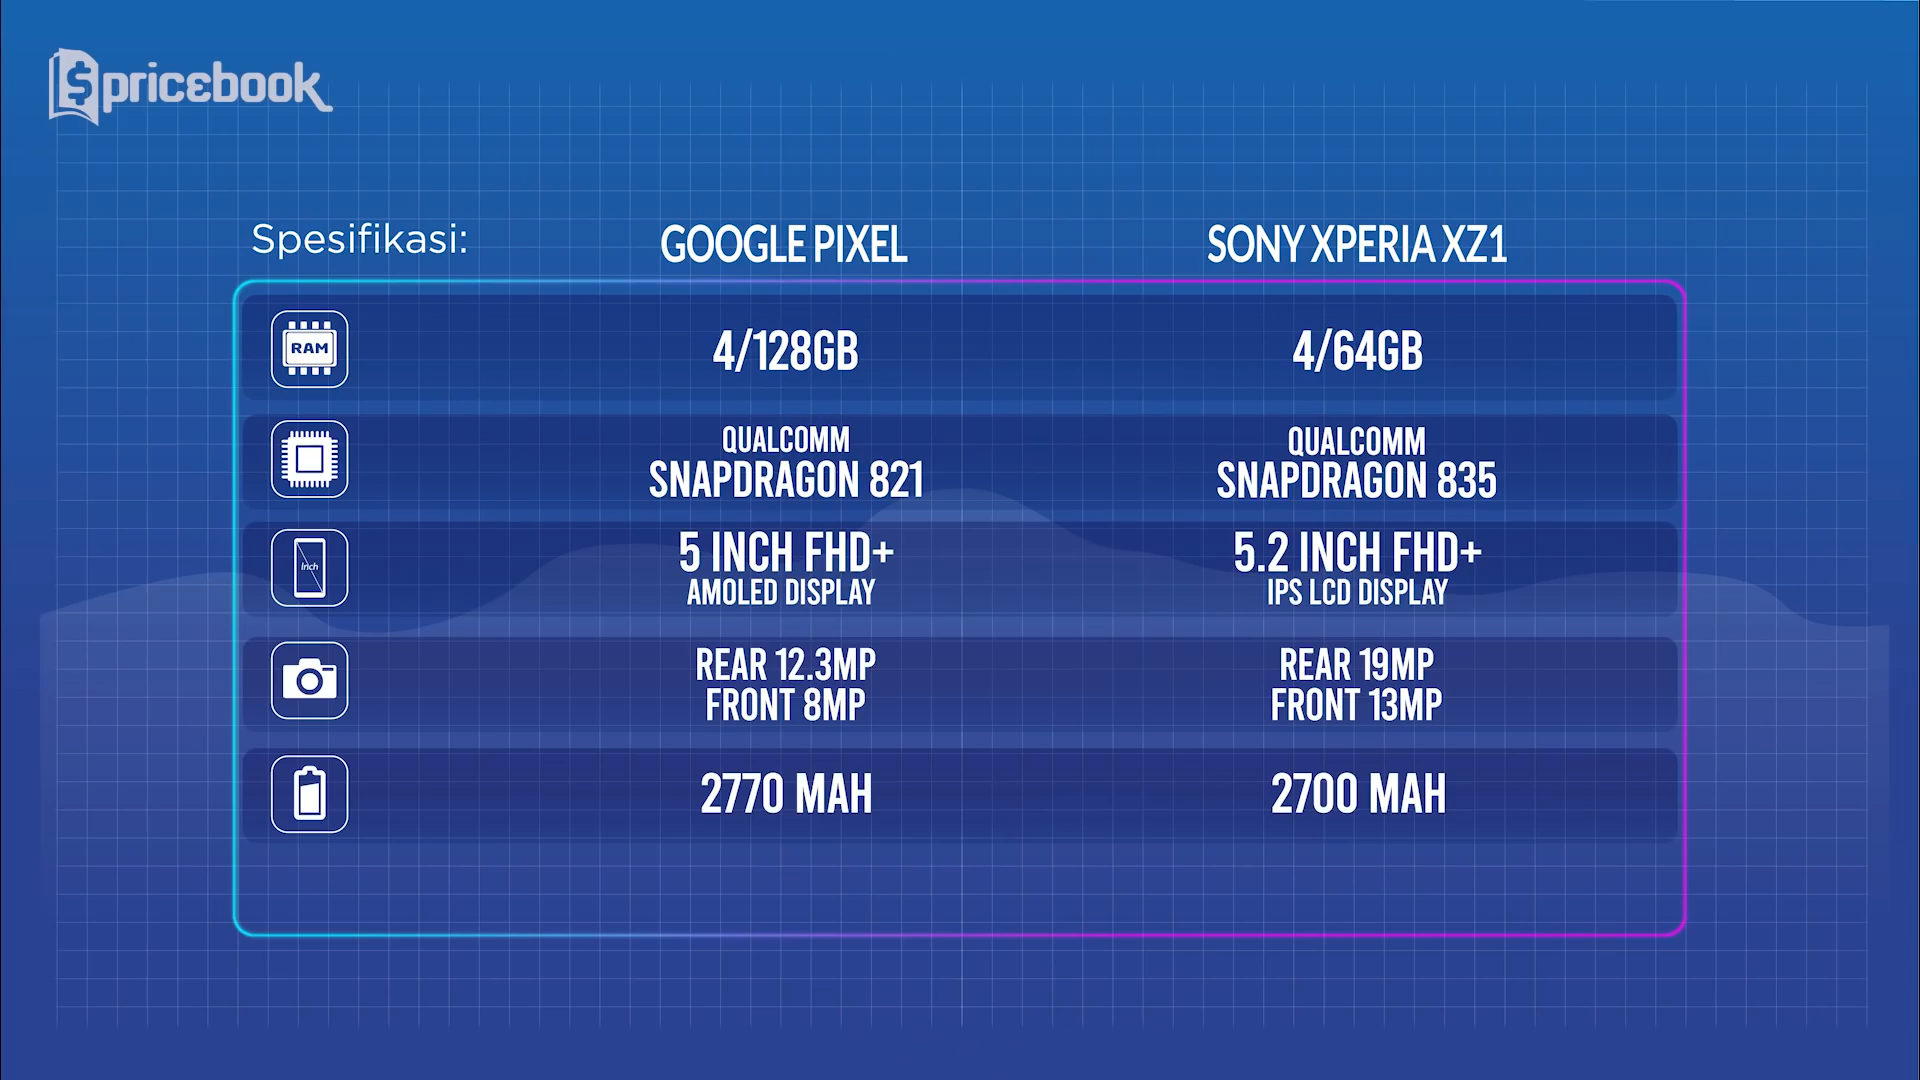 pricebook
Spesifikasi:
GOOGLE PIXEL
SONY XPERIA XZ1
RAM
4/128GB
4/64GB
QUALCOMM
SNAPDRAGON 821
QUALCOMM
SNAPDRAGON 835
Inch
5 INCH FHD+
AMOLED DISPLAY
5.2 INCH FHD+
IPS LCD DISPLAY
REAR 12.3MP
FRONT 8MP
REAR 19MP
FRONT 13MP
2770 MAH
2700 MAH